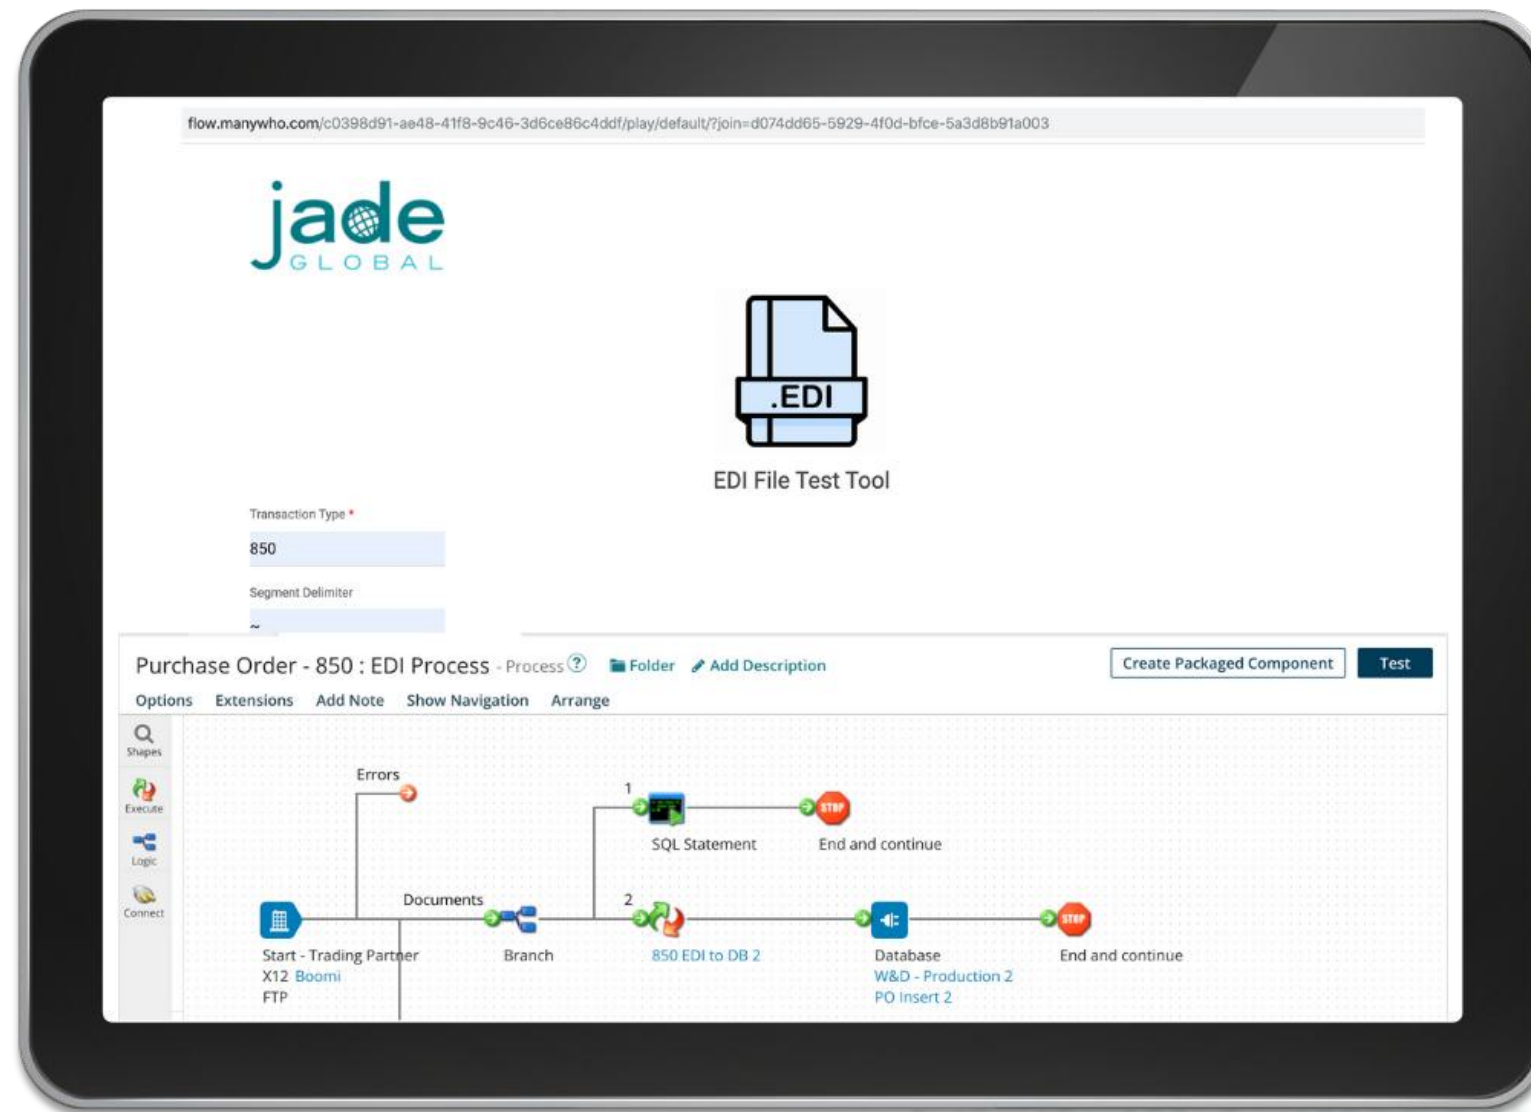 flow.manywho.com/c0398d91-ae48-41f8-9c46-3d6ce86c4ddf/play/default/?join=d074dd65-5929-4f0d-bfce-5a3d8b91a003
jade
GLOBAL
.EDI
EDI File Test Tool
Transaction Type *
850
Segment Delimiter
~
Purchase Order - 850 : EDI Process - Process ? Folder Add Description Create Packaged Component Test
Options Extensions Add Note Show Navigation Arrange
Shapes
Execute
Logic
Connect
Errors
1
STOP
SQL Statement End and continue
Documents 2
STOP
Start - Trading Partner Branch 850 EDI to DB 2 Database End and continue
X12 Boomi W&D - Production 2
FTP PO Insert 2